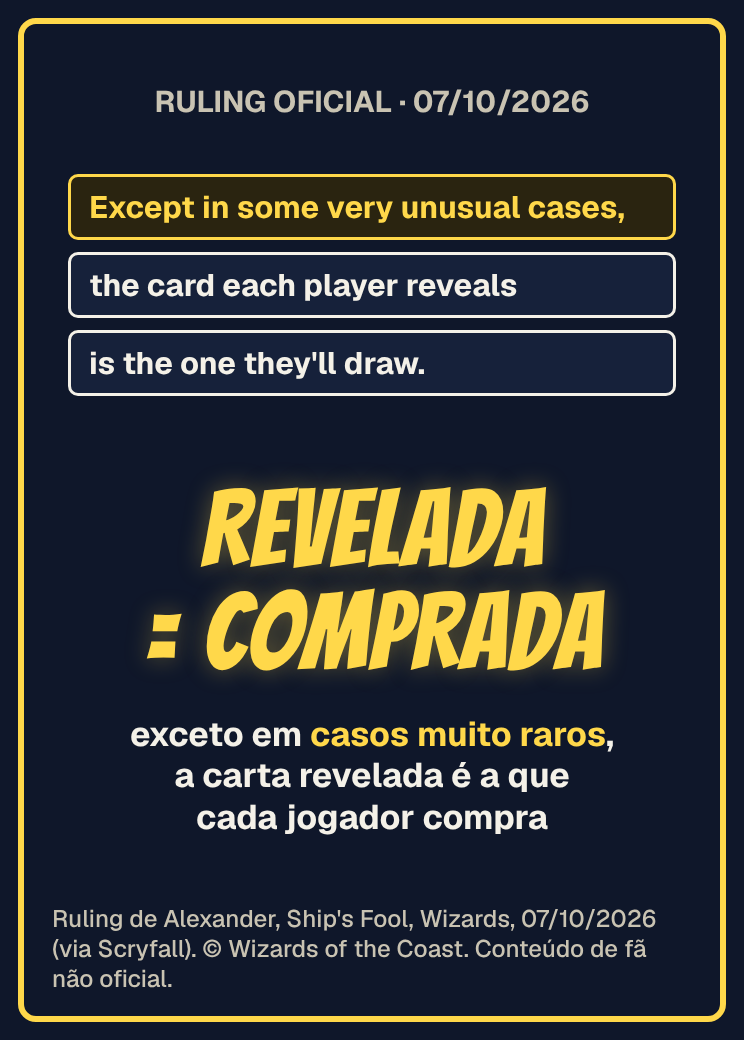 RULING OFICIAL · 07/10/2026
Except in some very unusual cases,
the card each player reveals
is the one they'll draw.
REVELADA
= COMPRADA
exceto em casos muito raros,
a carta revelada é a que
cada jogador compra
Ruling de Alexander, Ship's Fool, Wizards, 07/10/2026
(via Scryfall). © Wizards of the Coast. Conteúdo de fã
não oficial.